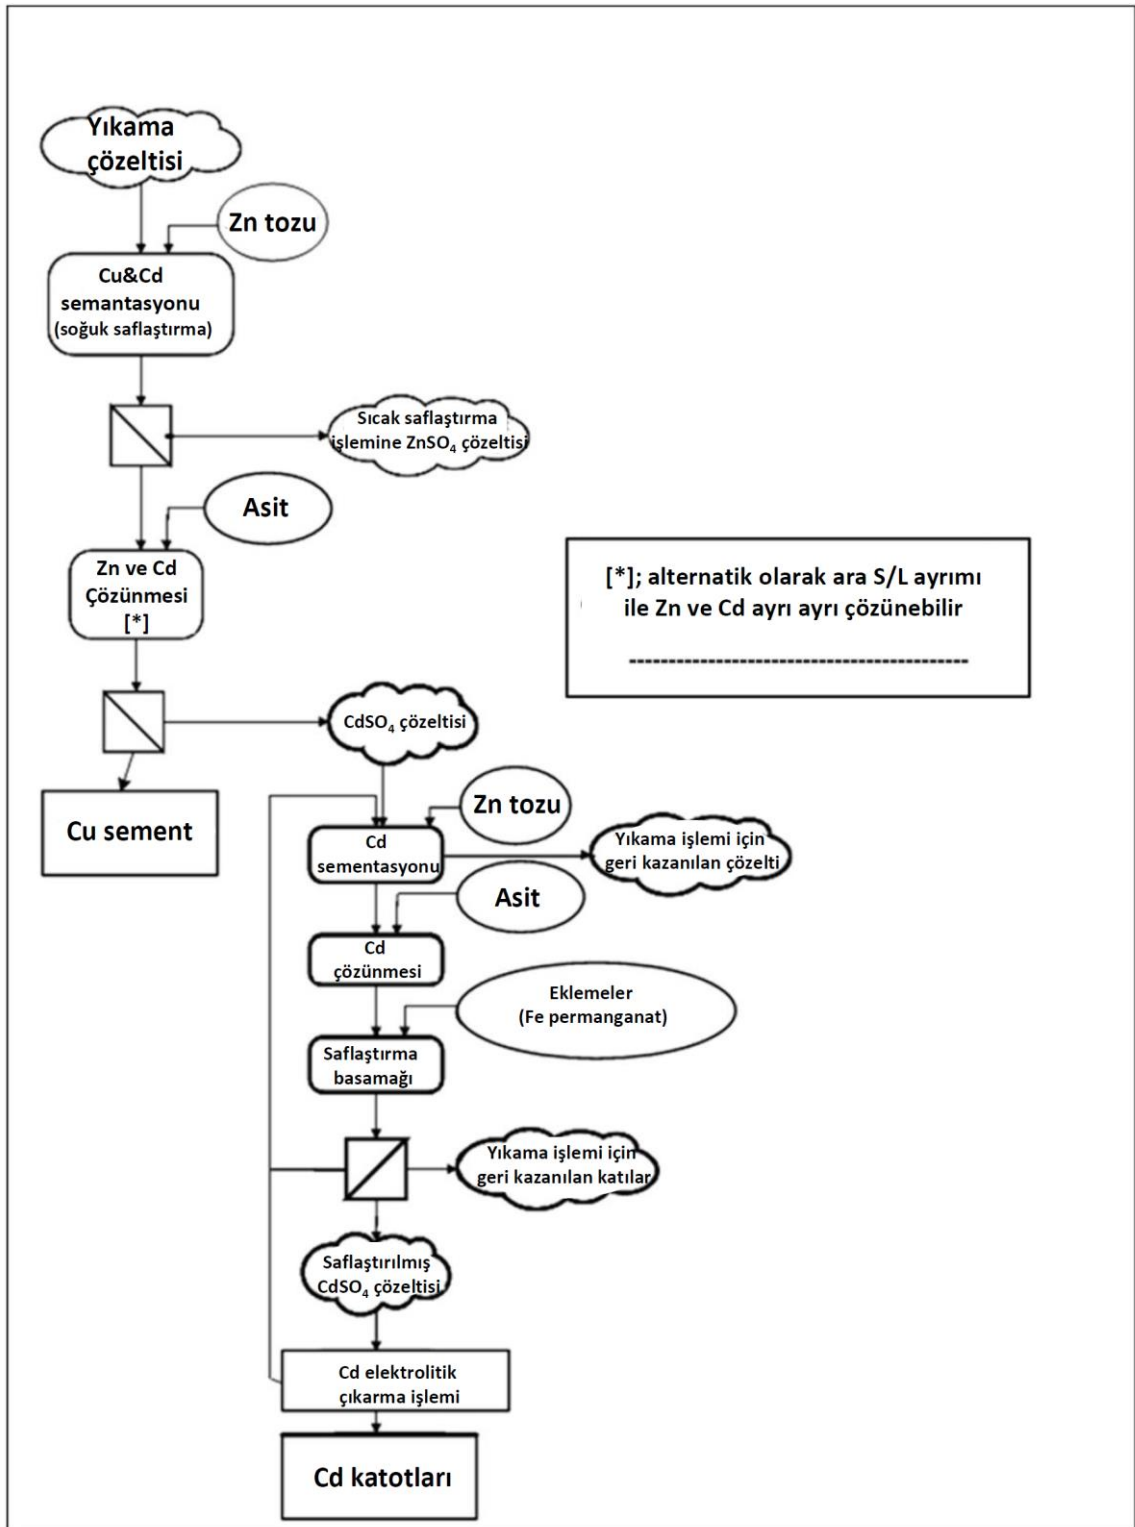 Yıkama
çözeltisi
Zn tozu
Cu&Cd
semantasyonu
(soğuk saflaştırma)
Sıcak saflaştırma
işlemine ZnSO₄ çözeltisi
Asit
Zn ve Cd
Çözünmesi
[*]
[*]; alternatik olarak ara S/L ayrımı
ile Zn ve Cd ayrı ayrı çözünebilir
CdSO₄ çözeltisi
Cu sement
Zn tozu
Cd
sementasyonu
Yıkama işlemi için
geri kazanılan çözelti
Asit
Cd
çözünmesi
Eklemeler
(Fe permanganat)
Saflaştırma
basamağı
Yıkama işlemi için
geri kazanılan katılar
Saflaştırılmış
CdSO₄ çözeltisi
Cd elektrolitik
çıkarma işlemi
Cd katotları